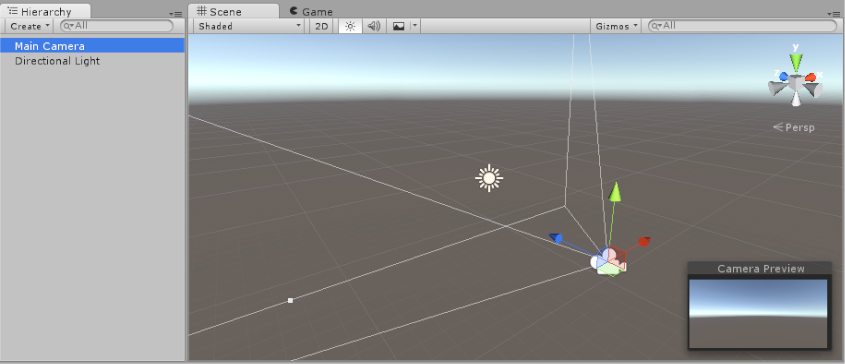 Hierarchy
Create
All
Main Camera
Directional Light
Scene
Game
Shaded
2D
Gizmos
All
y
z
x
Persp
Camera Preview